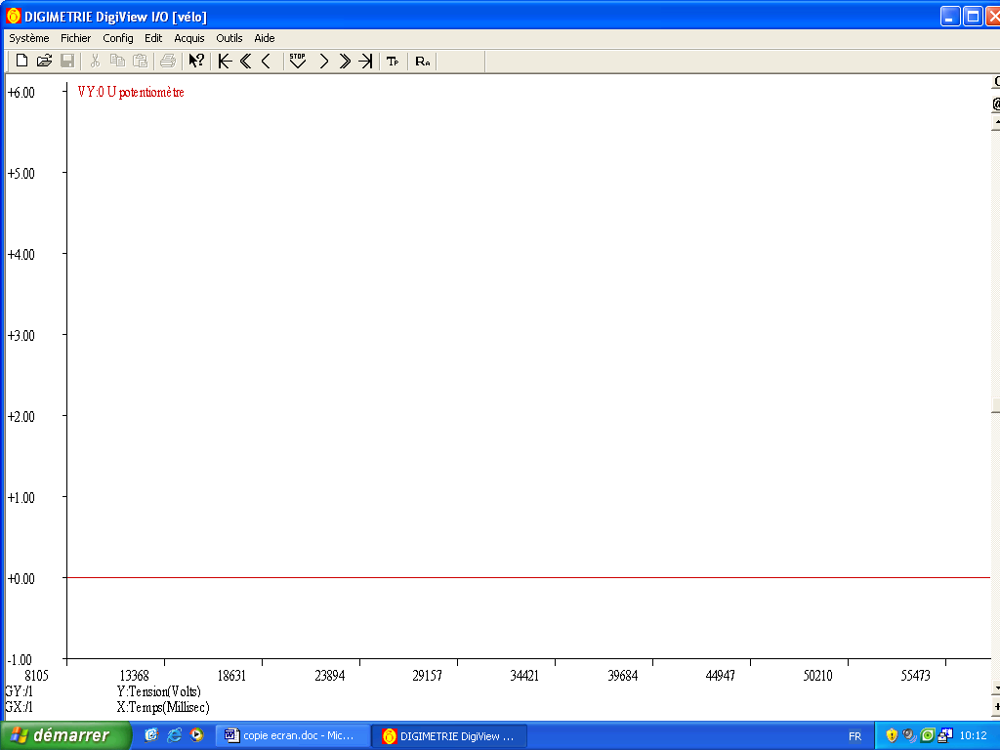 DIGIMETRIE DigiView I/O [vélo]
Système Fichier Config Edit Acquis Outils Aide
STOP TP RA
+6.00 VY:0 U potentiomètre
+5.00
+4.00
+3.00
+2.00
+1.00
+0.00
-1.00
8105 13368 18631 23894 29157 34421 39684 44947 50210 55473
GY:/1 Y:Tension(Volts)
GX:/1 X:Temps(Millisec)
démarrer copie ecran.doc - Mic... DIGIMETRIE DigiView ... FR 10:12